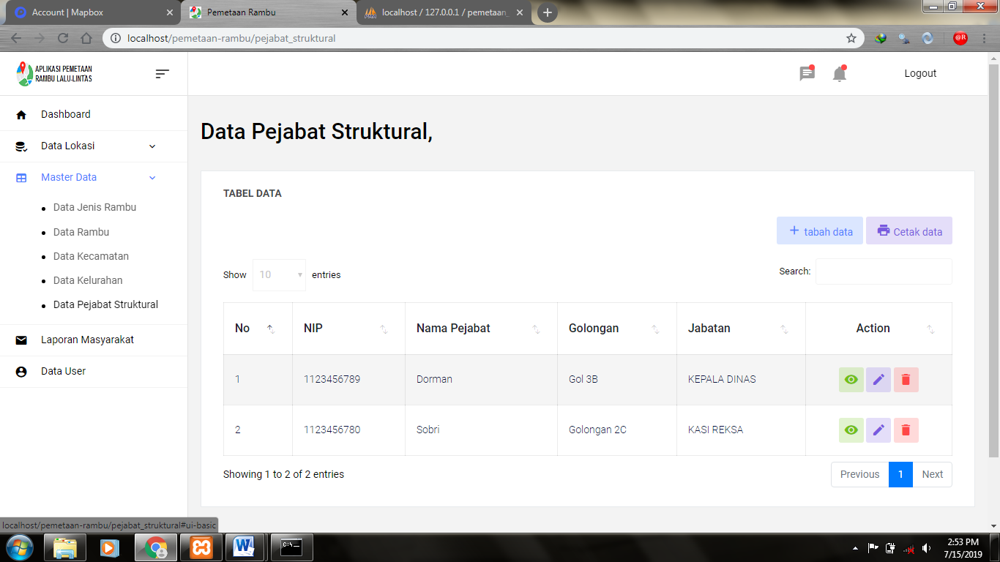 Account | Mapbox
Pemetaan Rambu
localhost / 127.0.0.1 / pemetaan_
localhost/pemetaan-rambu/pejabat_struktural
@R
APLIKASI PEMETAAN
RAMBU LALU-LINTAS
Logout
Dashboard
Data Lokasi
Master Data
Data Jenis Rambu
Data Rambu
Data Kecamatan
Data Kelurahan
Data Pejabat Struktural
Laporan Masyarakat
Data User
Data Pejabat Struktural,
TABEL DATA
+ tabah data
Cetak data
Show 10 entries
Search:
No NIP Nama Pejabat Golongan Jabatan Action
1 1123456789 Dorman Gol 3B KEPALA DINAS
2 1123456780 Sobri Golongan 2C KASI REKSA
Showing 1 to 2 of 2 entries
Previous 1 Next
localhost/pemetaan-rambu/pejabat_struktural#ui-basic
C:\_
2:53 PM
7/15/2019